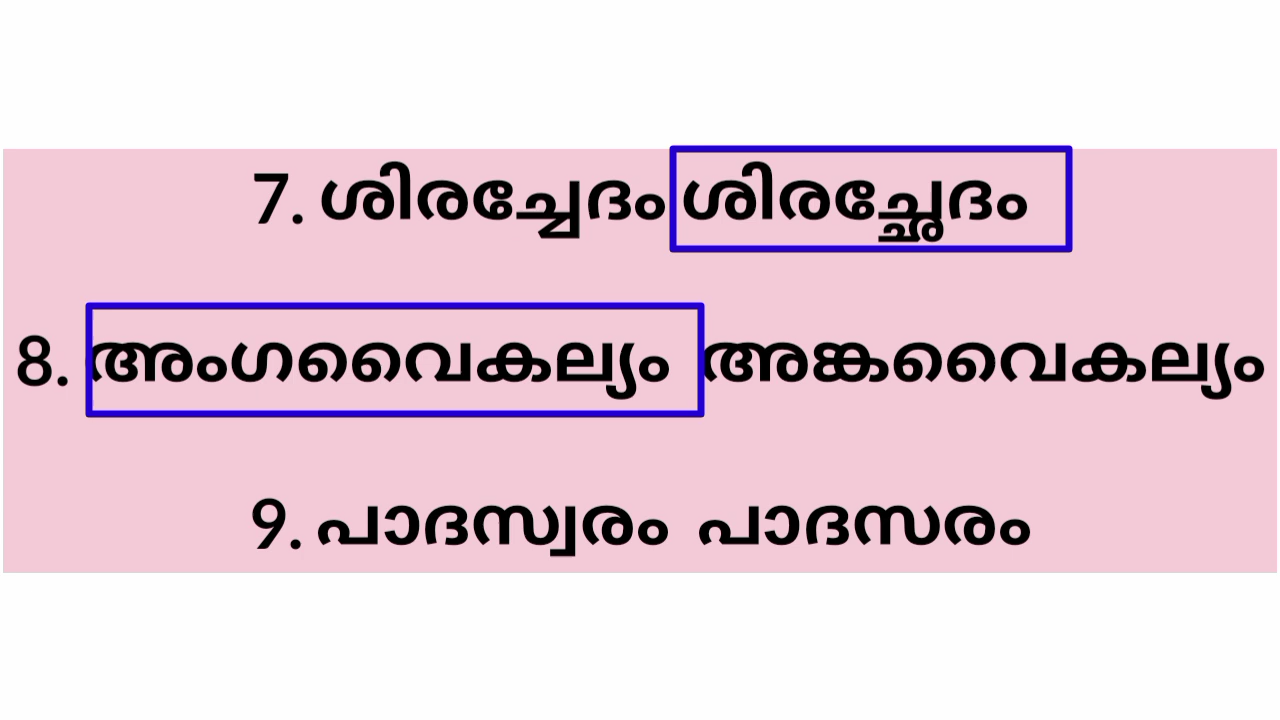 7. ശിരച്ചേദം ശിരച്ഛേദം
8. അംഗവൈകല്യം അങ്കവൈകല്യം
9. പാദസ്വരം പാദസരം